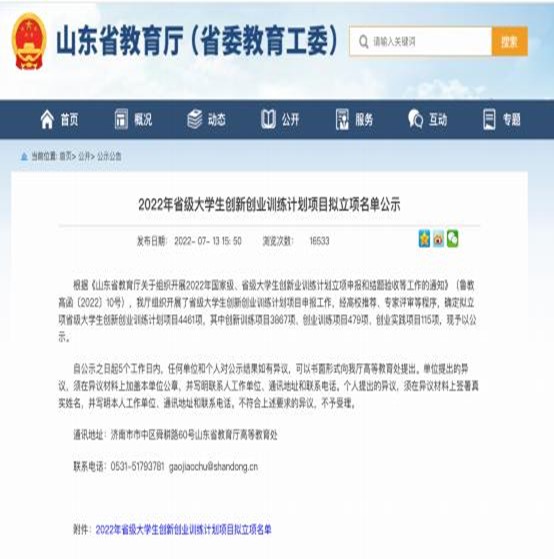 山东省教育厅（省委教育工委）
请输入关键词
搜索
首页 概况 动态 公开 服务 互动 专题
当前位置: 首页> 公开> 公示公告
2022年省级大学生创新创业训练计划项目拟立项名单公示
发布日期: 2022-07-13 15:50 浏览次数: 16533
根据《山东省教育厅关于组织开展2022年国家级、省级大学生创新创业训练计划立项申报和结题验收等工作的通知》（鲁教
高函〔2022〕10号），我厅组织开展了省级大学生创新创业训练计划项目申报工作，经高校推荐、专家评审等程序，确定拟立
项省级大学生创新创业训练计划项目4461项，其中创新训练项目3867项、创业训练项目479项、创业实践项目115项，现予以公
示。
自公示之日起5个工作日内，任何单位和个人对公示结果如有异议，可以书面形式向我厅高等教育处提出。单位提出的异
议，须在异议材料上加盖本单位公章，并写明联系人工作单位、通讯地址和联系电话。个人提出的异议，须在异议材料上签署真
实姓名，并写明本人工作单位、通讯地址和联系电话。不符合上述要求的异议，不予受理。
通讯地址：济南市市中区舜耕路60号山东省教育厅高等教育处
联系电话：0531-51793781 gaojiaochu@shandong.cn
附件：2022年省级大学生创新创业训练计划项目拟立项名单